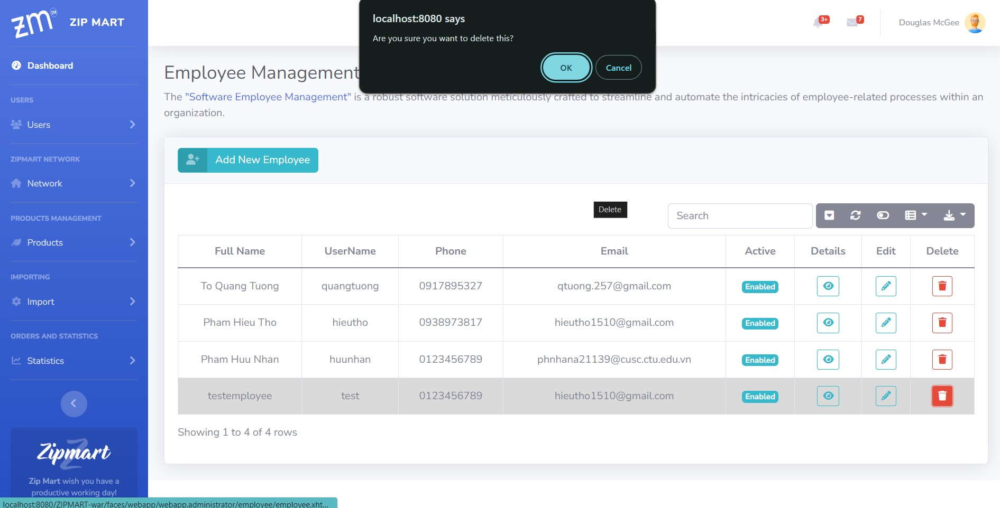 zm ZM ZIP MART
Dashboard
USERS
Users
ZIPMART NETWORK
Network
PRODUCTS MANAGEMENT
Products
IMPORTING
Import
ORDERS AND STATISTICS
Statistics
Zipmart
Zip Mart wish you have a
productive working day!
localhost:8080/ZIPMART-war/faces/webapp/webapp.administrator/employee/employee.xht...
localhost:8080 says
Are you sure you want to delete this?
OK Cancel
3+ 7 Douglas McGee
Employee Management
The "Software Employee Management" is a robust software solution meticulously crafted to streamline and automate the intricacies of employee-related processes within an
organization.
Add New Employee
Delete
Search
Full Name UserName Phone Email Active Details Edit Delete
To Quang Tuong quangtuong 0917895327 qtuong.257@gmail.com Enabled
Pham Hieu Tho hieutho 0938973817 hieutho1510@gmail.com Enabled
Pham Huu Nhan huunhan 0123456789 phnhana21139@cusc.ctu.edu.vn Enabled
testemployee test 0123456789 hieutho1510@gmail.com Enabled
Showing 1 to 4 of 4 rows